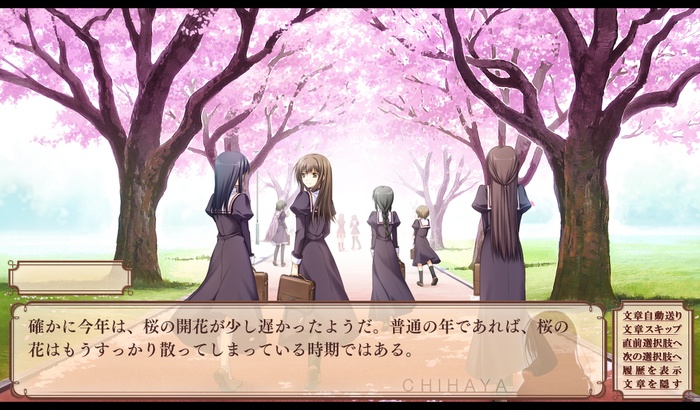 確かに今年は、桜の開花が少し遅かったようだ。普通の年であれば、桜の
花はもうすっかり散ってしまっている時期ではある。
CHIHAYA
文章自動送り
文章スキップ
直前選択肢へ
次の選択肢へ
履歴を表示
文章を隠す